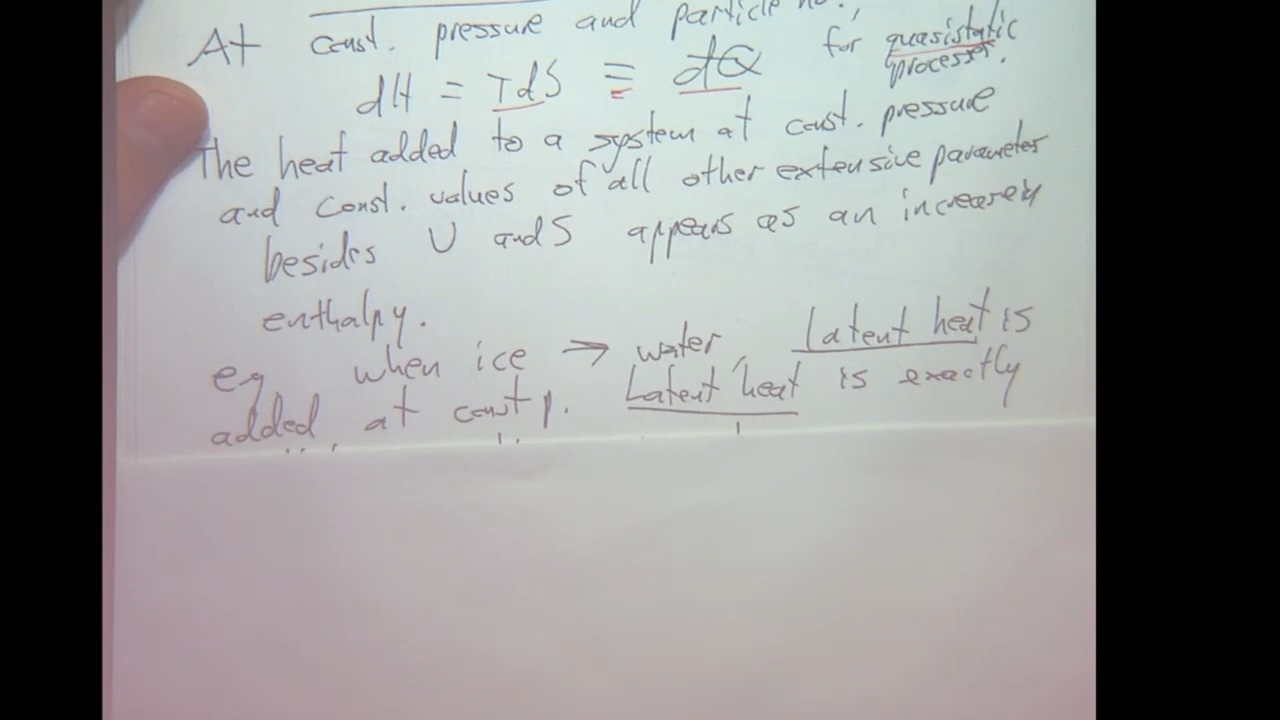 At const. pressure and particle no.,
for quasistatic processes.
dH = TdS ≡ đQ
The heat added to a system at const. pressure
and const. values of all other extensive parameter
besides U and S appears as an increase in
enthalpy.
eg when ice → water, Latent heat is
added, at const p. Latent heat is exactly